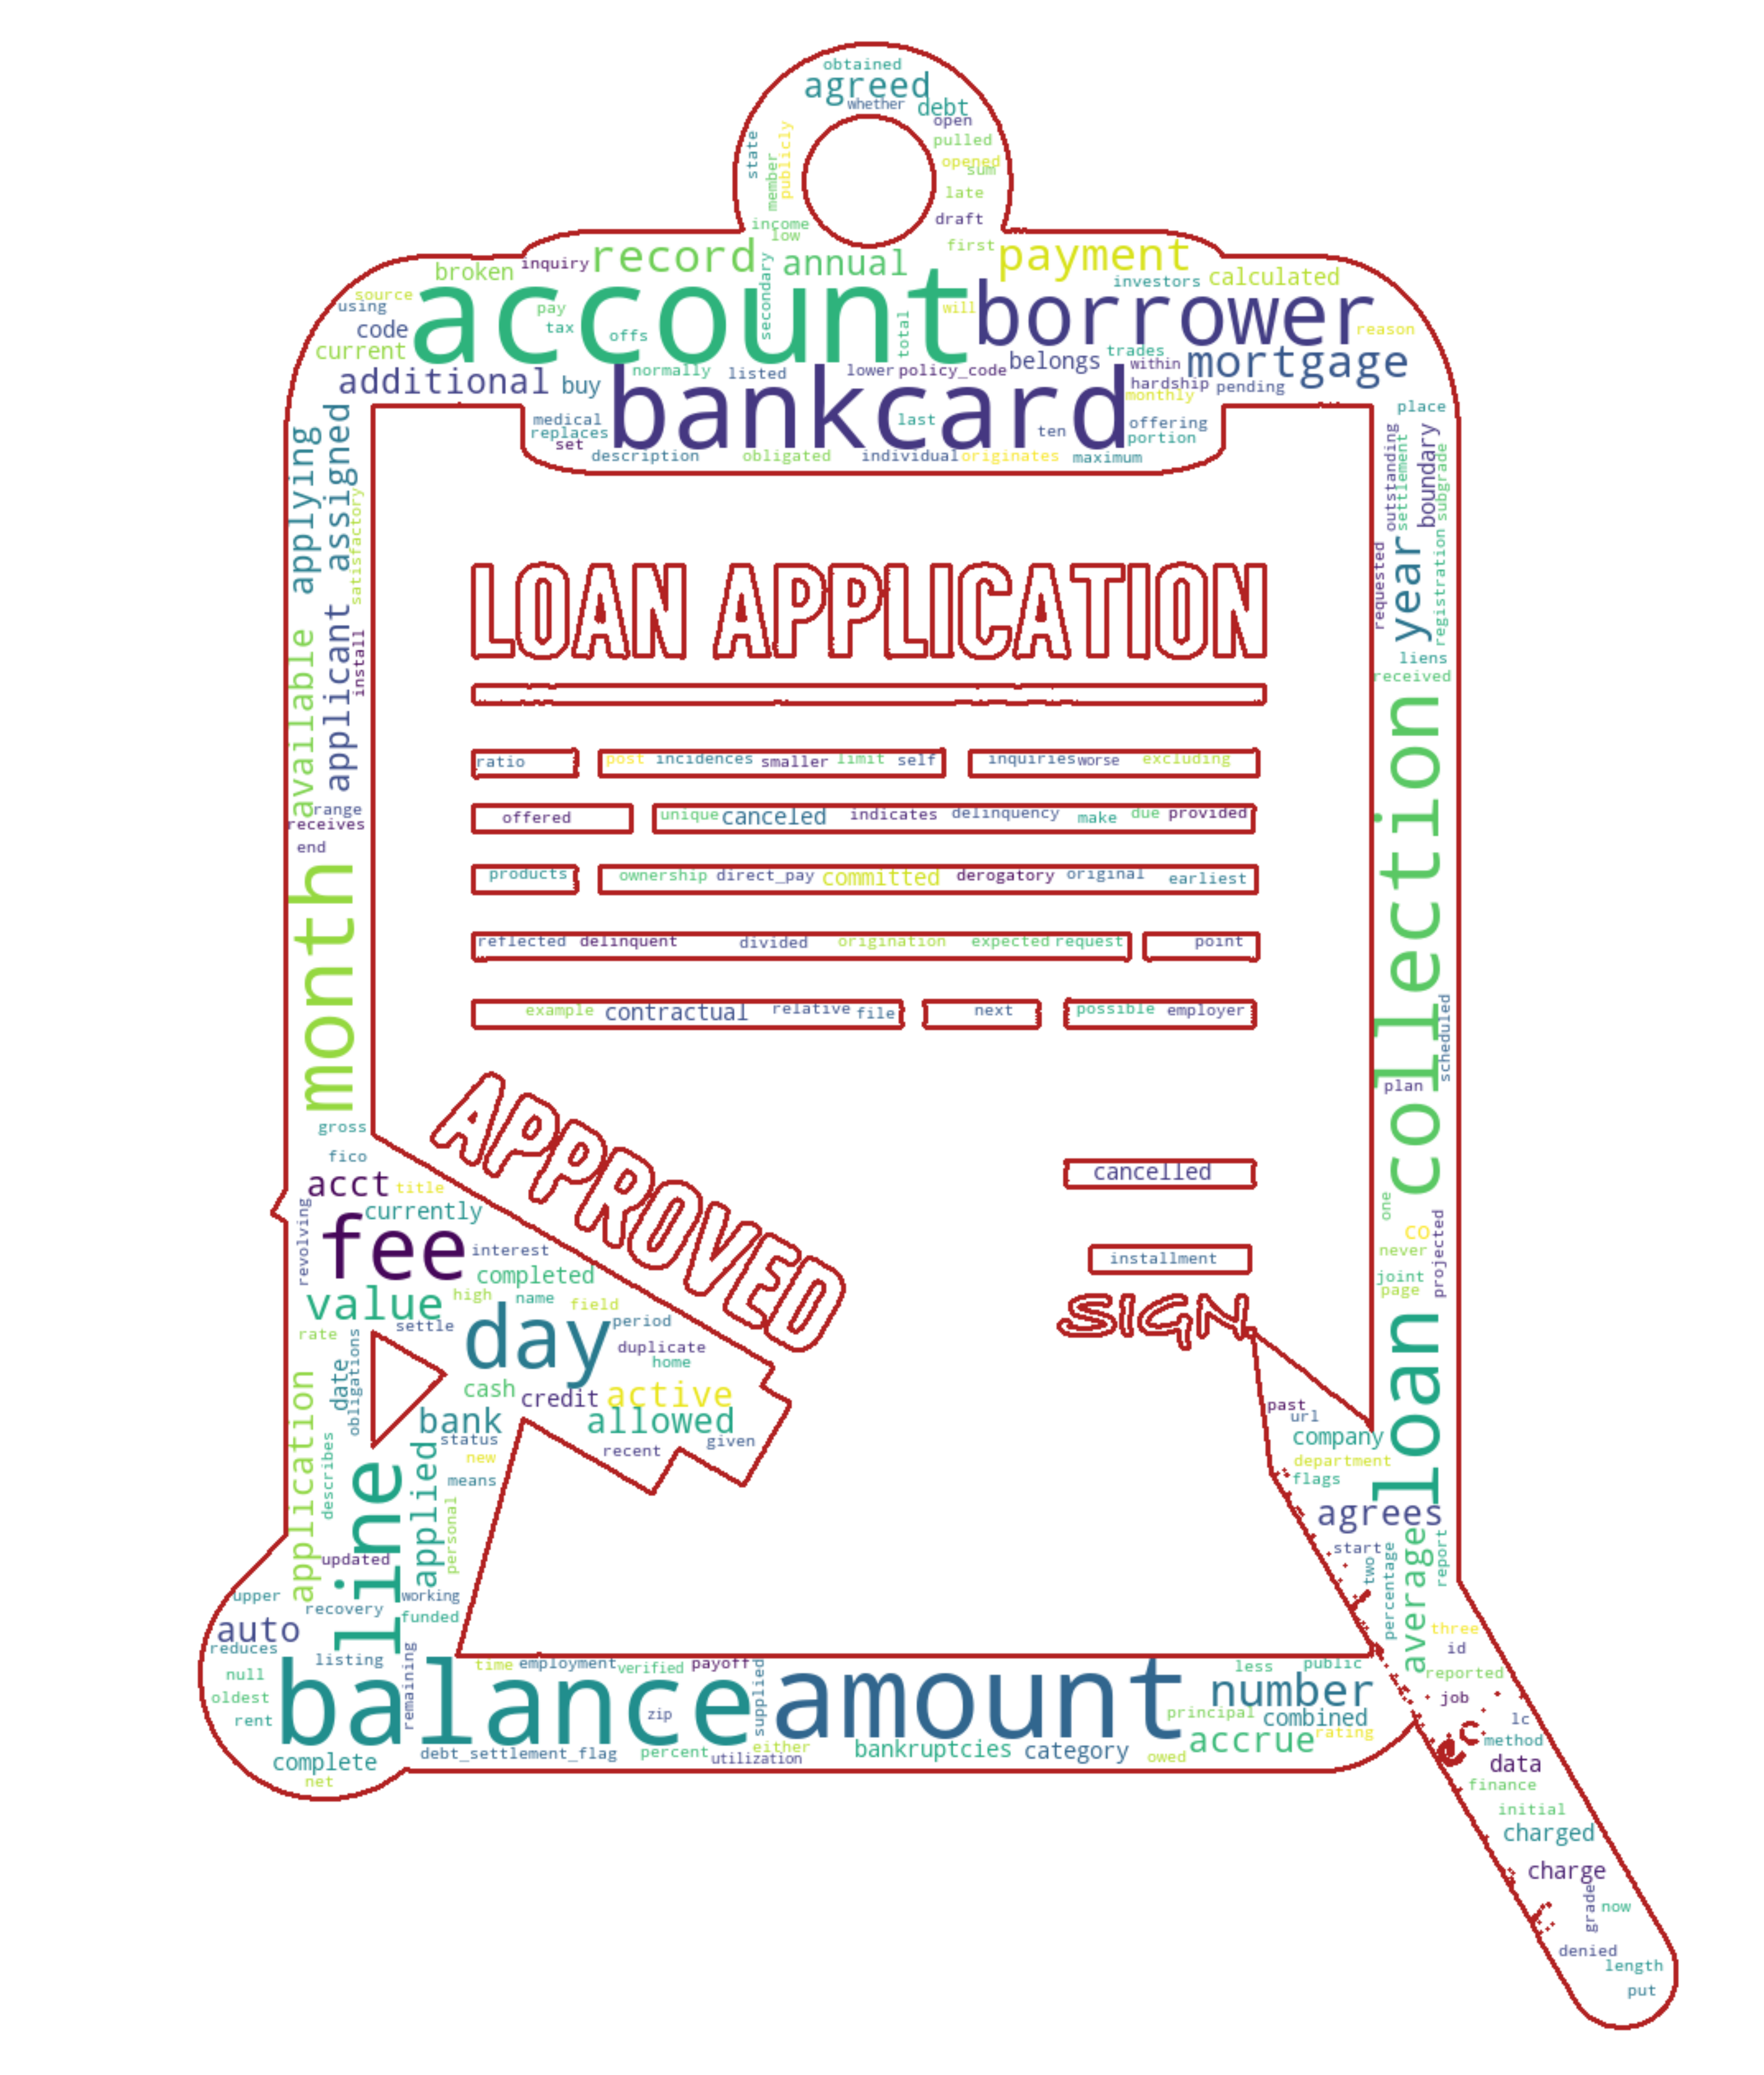 obtained
agreed
whether debt
open
state member publicly pulled
opened
sum
late
income draft
low
first
broken inquiry record secondary annual payment
investors calculated
source
using pay will
account borrower
code tax offs total reason
current
normally listed lower policy_code belongs trades within mortgage
additional buy hardship pending
monthly
bankcard
medical last offering
replaces ten portion
set
description obligated individual originates maximum
place
applying assigned outstanding settlement boundary subgrade
satisfactory
LOAN APPLICATION
requested year registration
available applicant install liens
received
ratio post incidences smaller limit self inquiries worse excluding
range
receives offered unique canceled indicates delinquency make due provided
end
products ownership direct_pay committed derogatory original earliest
month collection
reflected delinquent divided origination expected request point
example contractual relative file next possible employer
scheduled
plan
gross
APPROVED
fico
cancelled
acct title
one
revolving currently
co
fee interest never projected
installment
completed joint
value high name field page
SIGN
rate settle day period
duplicate
home
obligations
date
cash credit active
past
bank allowed url
status recent given company
new loan
application department
describes line applied means flags
personal agrees
updated start two percentage average report
upper working
recovery funded
auto three
reduces listing remaining id
time employment verified payoff supplied less public
null reported
balance amount number
oldest job
rent zip principal combined lc
accrue rating
complete debt_settlement_flag percent either bankruptcies category owed method
utilization
net data
finance
initial
charged
charge
grade now
denied
length
put